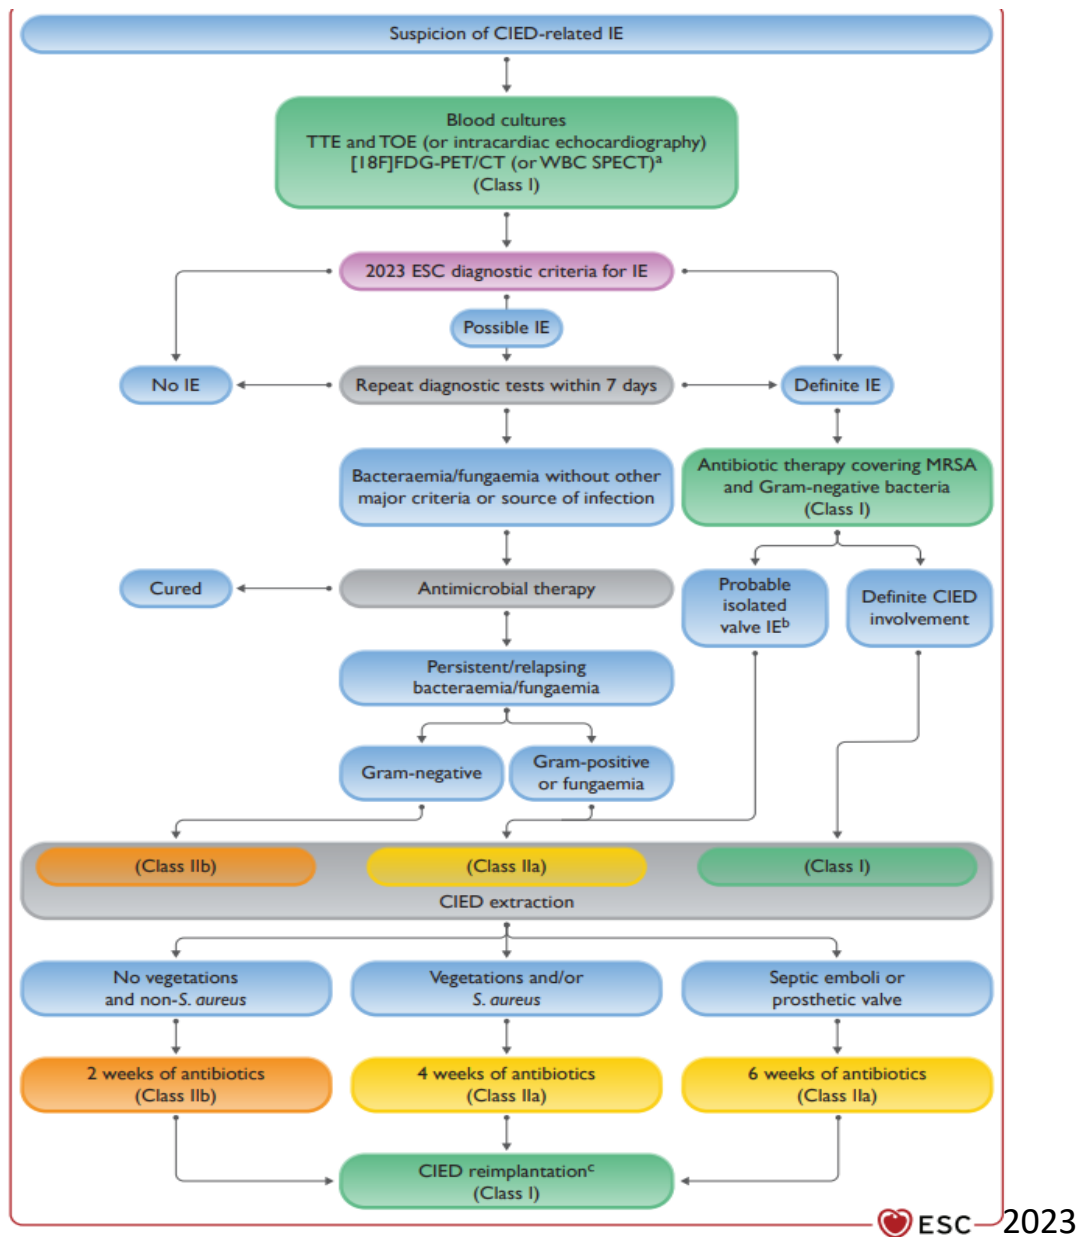 Suspicion of CIED-related IE
Blood cultures
TTE and TOE (or intracardiac echocardiography)
[18F]FDG-PET/CT (or WBC SPECT)ᵃ
(Class I)
2023 ESC diagnostic criteria for IE
Possible IE
No IE
Repeat diagnostic tests within 7 days
Definite IE
Bacteraemia/fungaemia without other
major criteria or source of infection
Antibiotic therapy covering MRSA
and Gram-negative bacteria
(Class I)
Cured
Antimicrobial therapy
Probable
isolated
valve IEᵇ
Definite CIED
involvement
Persistent/relapsing
bacteraemia/fungaemia
Gram-negative
Gram-positive
or fungaemia
(Class IIb)
(Class IIa)
(Class I)
CIED extraction
No vegetations
and non-S. aureus
Vegetations and/or
S. aureus
Septic emboli or
prosthetic valve
2 weeks of antibiotics
(Class IIb)
4 weeks of antibiotics
(Class IIa)
6 weeks of antibiotics
(Class IIa)
CIED reimplantationᶜ
(Class I)
ESC 2023